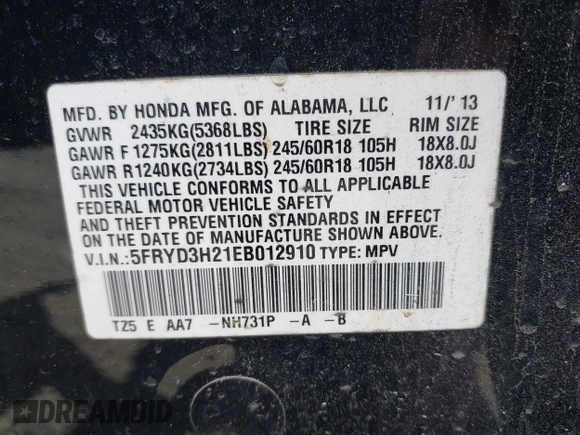 MFD. BY HONDA MFG. OF ALABAMA, LLC 11/' 13
GVWR 2435KG(5368LBS) TIRE SIZE RIM SIZE
GAWR F 1275KG(2811LBS) 245/60R18 105H 18X8.0J
GAWR R 1240KG(2734LBS) 245/60R18 105H 18X8.0J
THIS VEHICLE CONFORMS TO ALL APPLICABLE
FEDERAL MOTOR VEHICLE SAFETY
AND THEFT PREVENTION STANDARDS IN EFFECT
ON THE DATE OF MANUFACTURE SHOWN ABOVE.
V.I.N.:5FRYD3H21EB012910 TYPE: MPV
TZ5 E AA7 -NH731P -A -B
DREAMBID